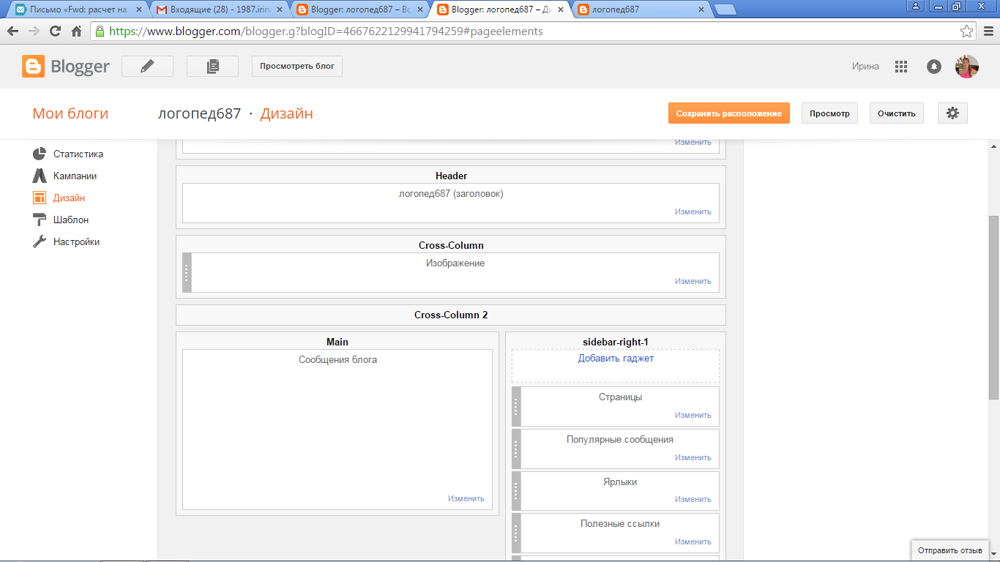 Письмо «Fwd: расчет на
Входящие (28) - 1987.irin
Blogger: логопед687 – Вс
Blogger: логопед687 – Ди
логопед687
https://www.blogger.com/blogger.g?blogID=4667622129941794259#pageelements
Blogger
Просмотреть блог
Ирина
Мои блоги
логопед687 · Дизайн
Сохранить расположение
Просмотр
Очистить
Статистика
Кампании
Дизайн
Шаблон
Настройки
Изменить
Header
логопед687 (заголовок)
Изменить
Cross-Column
Изображение
Изменить
Cross-Column 2
Main
Сообщения блога
Изменить
sidebar-right-1
Добавить гаджет
Страницы
Изменить
Популярные сообщения
Изменить
Ярлыки
Изменить
Полезные ссылки
Изменить
Отправить отзыв